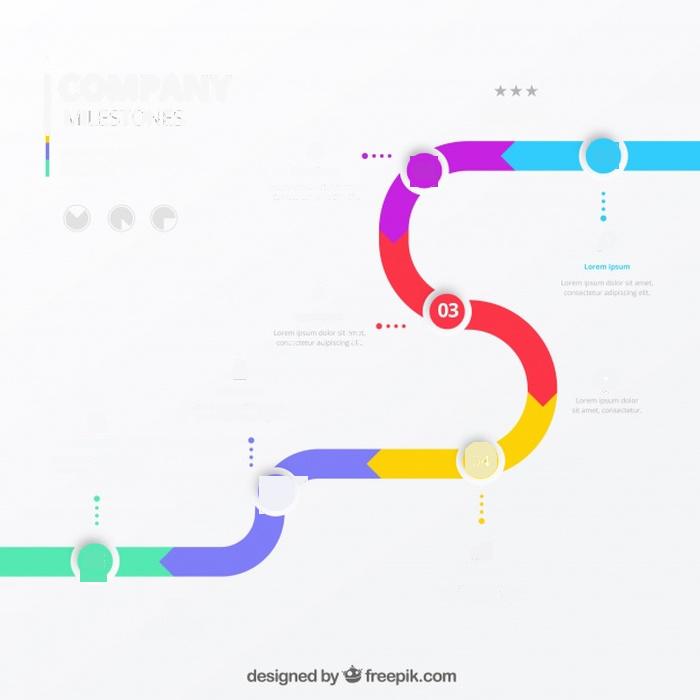 COMPANY
MILESTONES
03
Lorem ipsum
Lorem ipsum dolor sit amet,
consectetur adipiscing elit.
Lorem ipsum dolor sit amet,
consectetur adipiscing
04
Lorem ipsum dolor
sit amet, consectetur.
designed by freepik.com